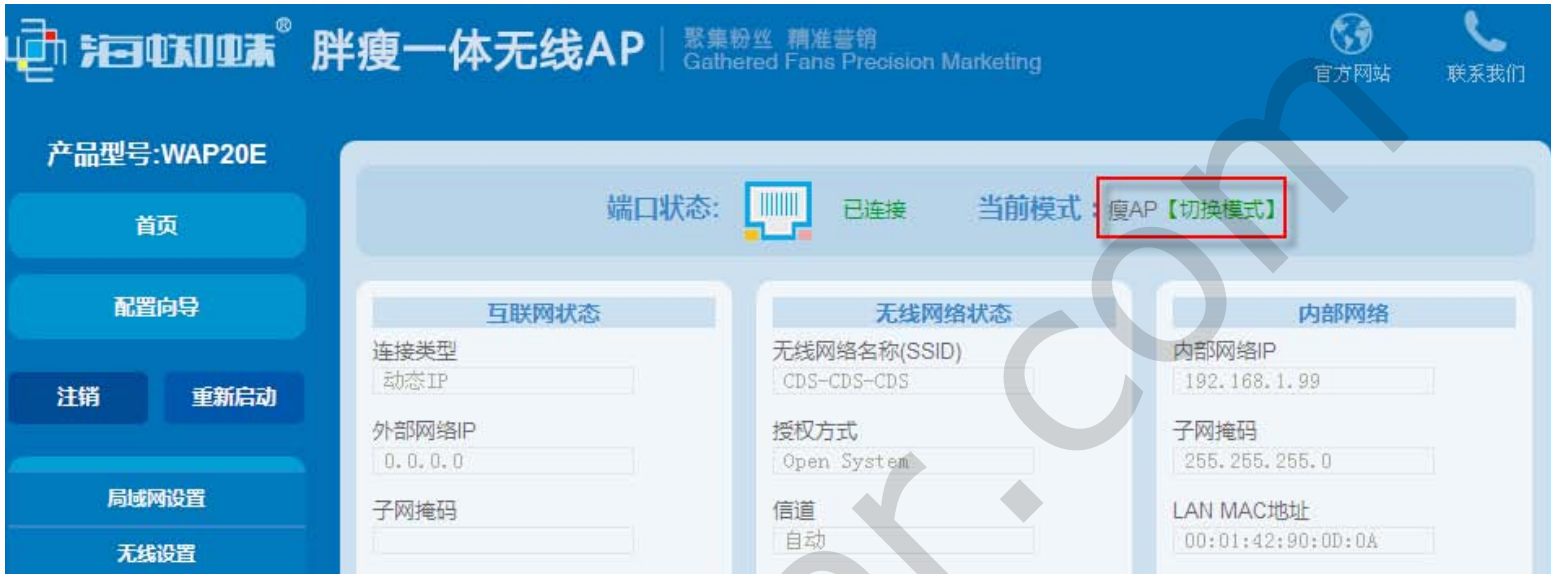 海蜘蛛® 胖瘦一体无线AP
聚集粉丝 精准营销
Gathered Fans Precision Marketing
官方网站
联系我们
产品型号:WAP20E
首页
配置向导
注销
重新启动
局域网设置
无线设置
端口状态:
已连接
当前模式:
瘦AP【切换模式】
互联网状态
连接类型
动态IP
外部网络IP
0.0.0.0
子网掩码
无线网络状态
无线网络名称(SSID)
CDS-CDS-CDS
授权方式
Open System
信道
自动
内部网络
内部网络IP
192.168.1.99
子网掩码
255.255.255.0
LAN MAC地址
00:01:42:90:0D:0A
r.com